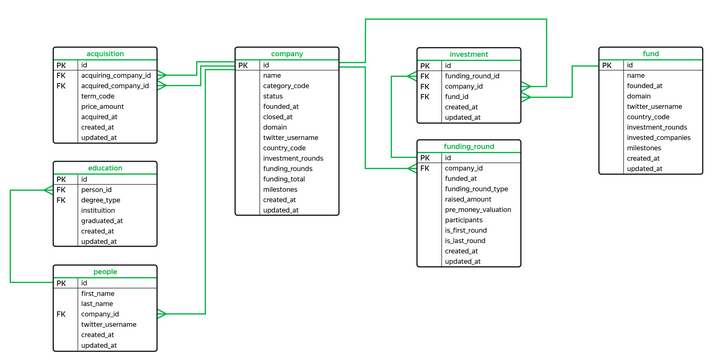 acquisition
PK id
FK acquiring_company_id
FK acquired_company_id
term_code
price_amount
acquired_at
created_at
updated_at
education
PK id
FK person_id
FK degree_type
instituition
graduated_at
created_at
updated_at
people
PK id
first_name
last_name
FK company_id
twitter_username
created_at
updated_at
company
PK id
name
category_code
status
founded_at
closed_at
domain
twitter_username
country_code
investment_rounds
funding_rounds
funding_total
milestones
created_at
updated_at
investment
PK id
FK funding_round_id
FK company_id
FK fund_id
created_at
updated_at
funding_round
PK id
FK company_id
funded_at
funding_round_type
raised_amount
pre_money_valuation
participants
is_first_round
is_last_round
created_at
updated_at
fund
PK id
name
founded_at
domain
twitter_username
country_code
investment_rounds
invested_companies
milestones
created_at
updated_at